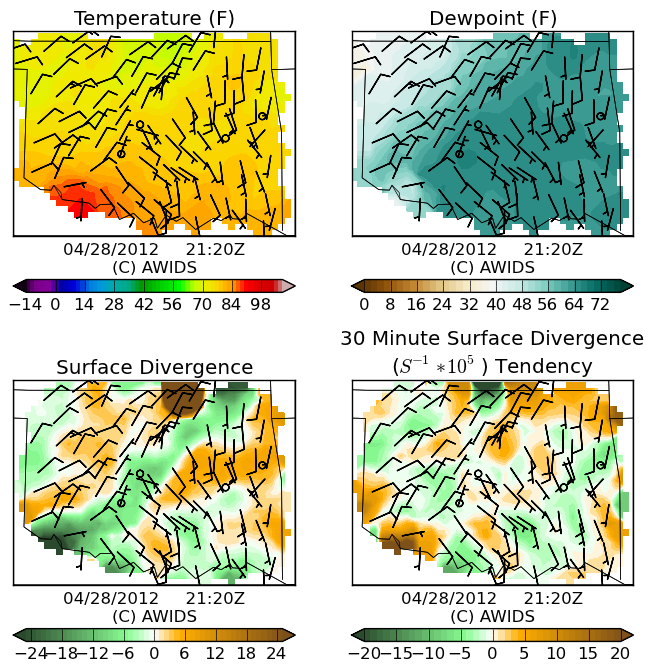 Temperature (F)
Dewpoint (F)
04/28/2012 21:20Z
(C) AWIDS
04/28/2012 21:20Z
(C) AWIDS
−14 0 14 28 42 56 70 84 98
0 8 16 24 32 40 48 56 64 72
Surface Divergence
30 Minute Surface Divergence
(S⁻¹ *10⁵ ) Tendency
04/28/2012 21:20Z
(C) AWIDS
04/28/2012 21:20Z
(C) AWIDS
−24 −18 −12 −6 0 6 12 18 24
−20 −15 −10 −5 0 5 10 15 20